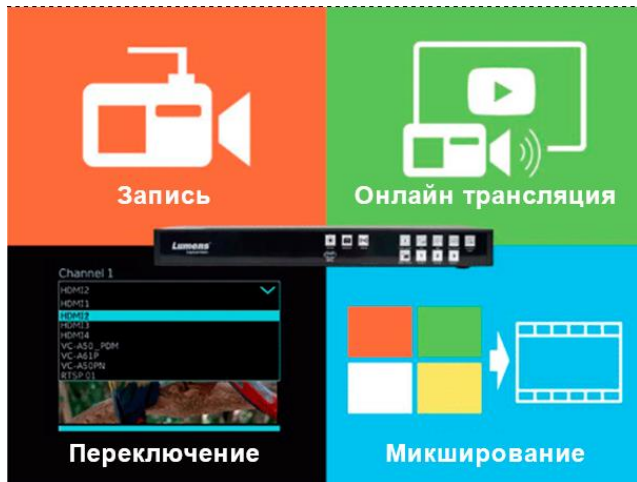 Запись
Онлайн трансляция
Lumens
Channel 1
HDMI2
HDMI1
HDMI2
HDMI3
HDMI4
VC-A50_PDM
VC-A61P
VC-A50PN
RTSP 01
Переключение
Микширование